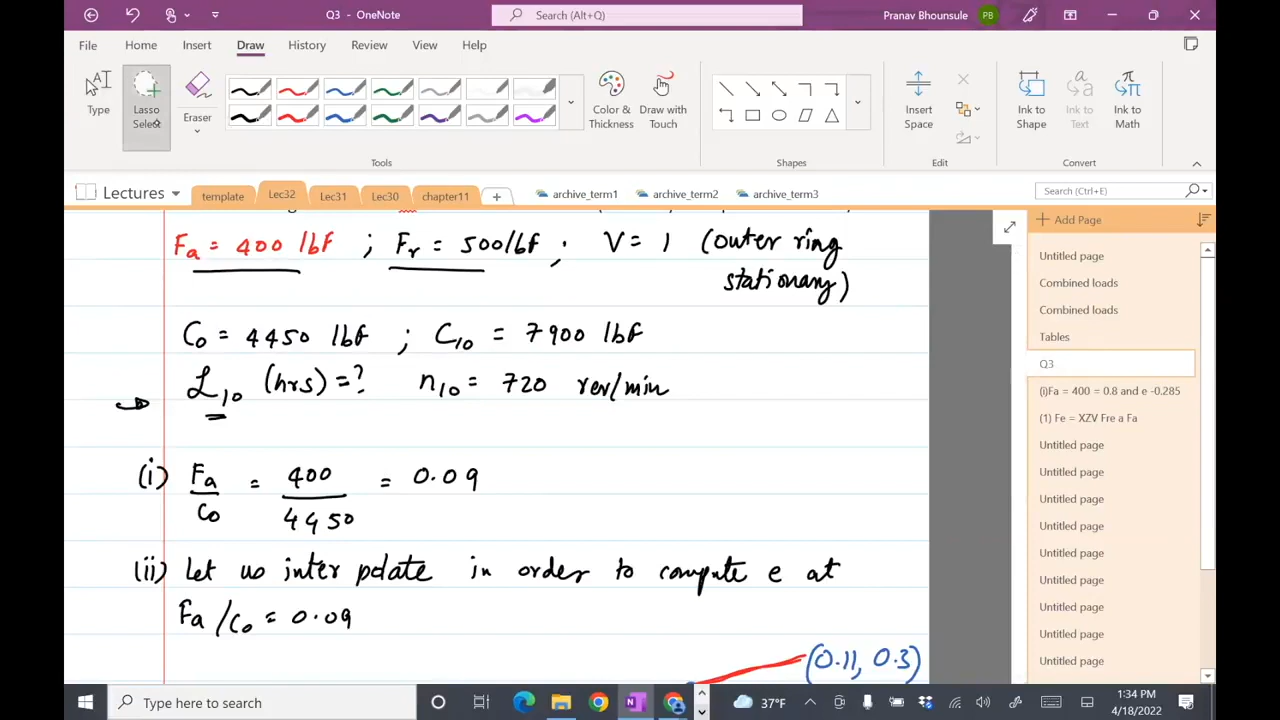 Q3 - OneNote
Search (Alt+Q)
Pranav Bhounsule PB
File Home Insert Draw History Review View Help
Type
Lasso Select
Eraser
Color & Thickness
Draw with Touch
Insert Space
Ink to Shape
Ink to Text
Ink to Math
Tools Shapes Edit Convert
Lectures template Lec32 Lec31 Lec30 chapter11 archive_term1 archive_term2 archive_term3
Search (Ctrl+E)
Fa = 400 lbf ; Fr = 500 lbf . V = 1 (outer ring
stationary)
C0 = 4450 lbf ; C10 = 7900 lbf
L10 (hrs) = ? n10 = 720 rev/min
(i) Fa/C0 = 400/4450 = 0.09
(ii) Let us interpolate in order to compute e at
Fa/C0 = 0.09
(0.11, 0.3)
Add Page
Untitled page
Combined loads
Combined loads
Tables
Q3
(i)Fa = 400 = 0.8 and e -0.285
(1) Fe = XZV Fre a Fa
Untitled page
Untitled page
Untitled page
Untitled page
Untitled page
Untitled page
Untitled page
Untitled page
Untitled page
Type here to search
37°F
1:34 PM
4/18/2022